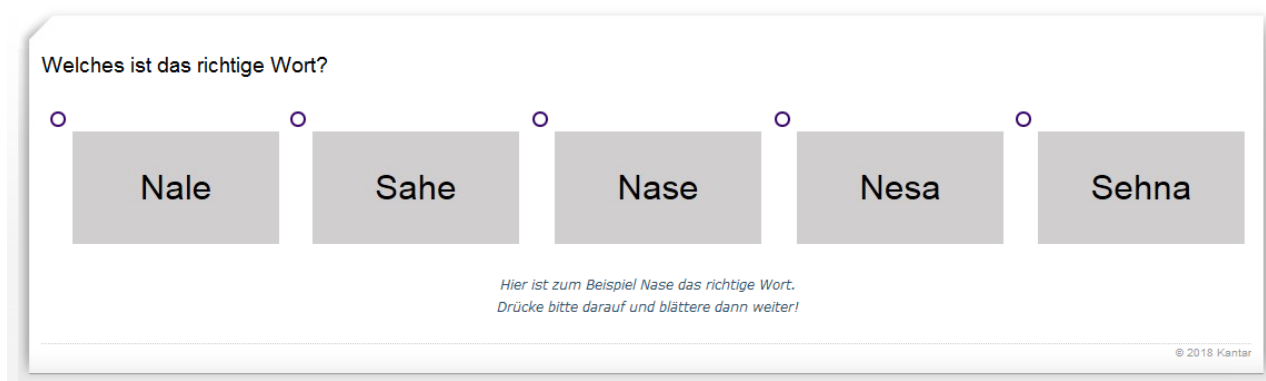 Welches ist das richtige Wort?
Nale Sahe Nase Nesa Sehna
Hier ist zum Beispiel Nase das richtige Wort.
Drücke bitte darauf und blättere dann weiter!
© 2018 Kantar